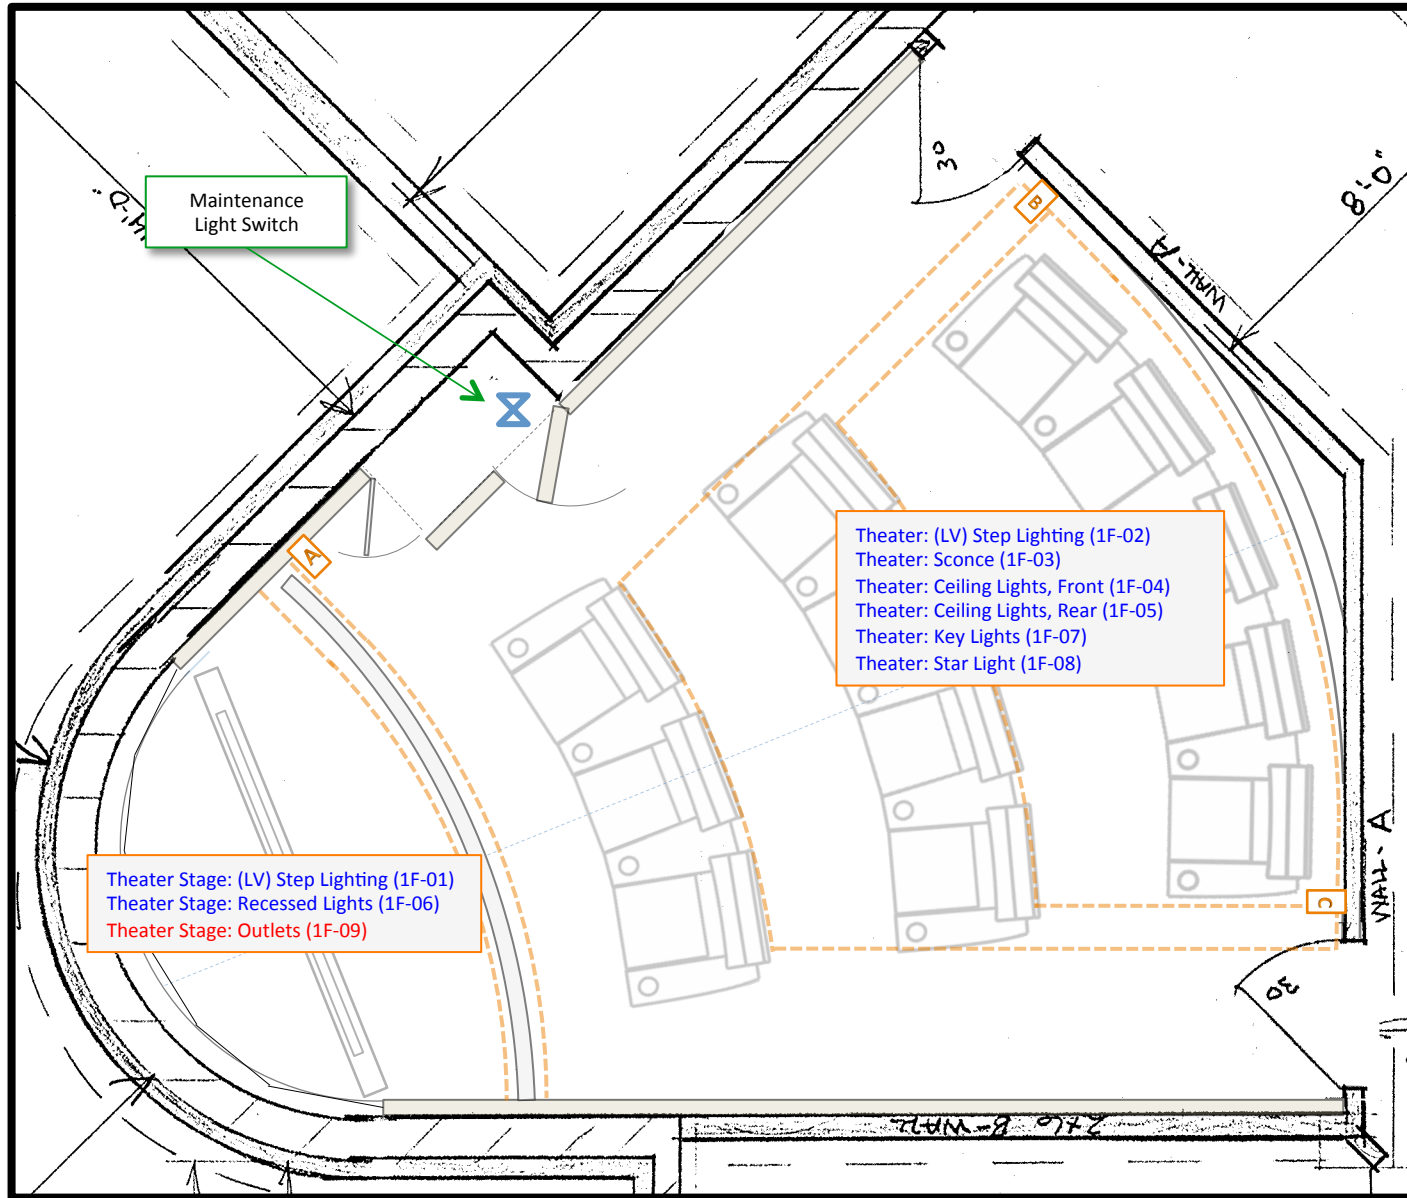 30
8'-0"
Maintenance
Light Switch
B
WALL-A
A
Theater: (LV) Step Lighting (1F-02)
Theater: Sconce (1F-03)
Theater: Ceiling Lights, Front (1F-04)
Theater: Ceiling Lights, Rear (1F-05)
Theater: Key Lights (1F-07)
Theater: Star Light (1F-08)
Theater Stage: (LV) Step Lighting (1F-01)
Theater Stage: Recessed Lights (1F-06)
Theater Stage: Outlets (1F-09)
C
WALL-A
30
2x6 B-WALL